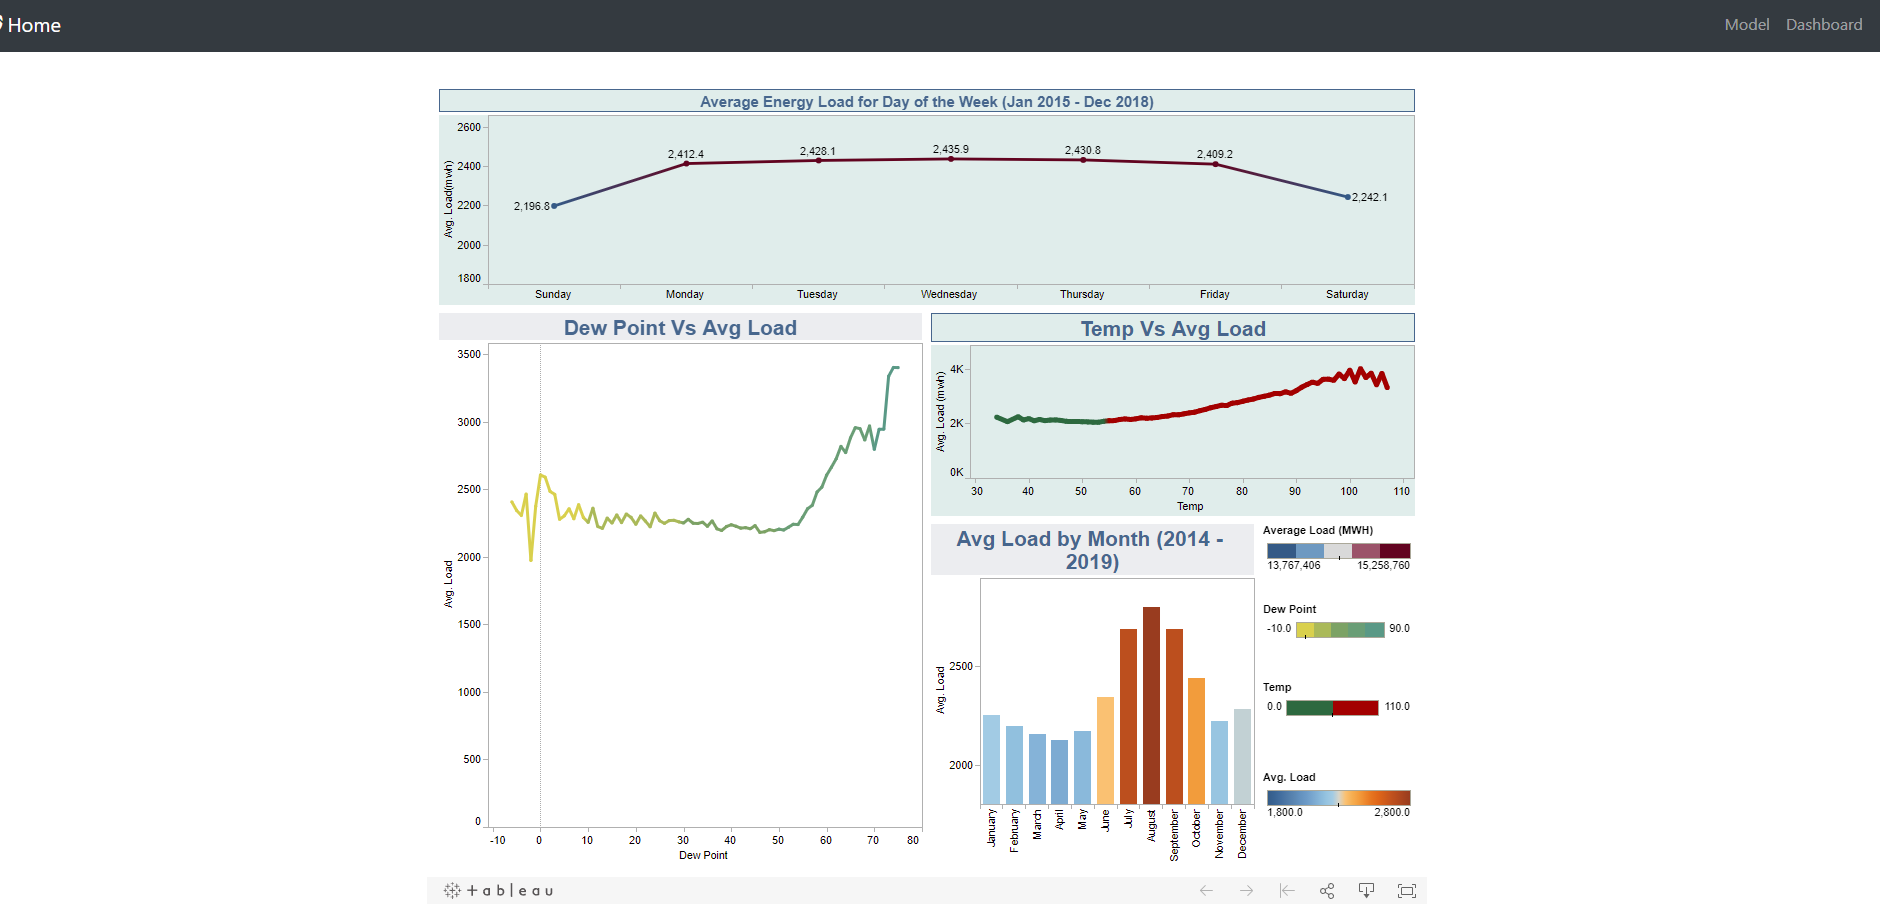 Home
Model Dashboard
Average Energy Load for Day of the Week (Jan 2015 - Dec 2018)
2600
2400
2200
2000
1800
Avg. Load(mwh)
2,196.8
2,412.4
2,428.1
2,435.9
2,430.8
2,409.2
2,242.1
Sunday Monday Tuesday Wednesday Thursday Friday Saturday
Dew Point Vs Avg Load
3500
3000
2500
2000
1500
1000
500
0
Avg. Load
-10 0 10 20 30 40 50 60 70 80
Dew Point
Temp Vs Avg Load
4K
2K
0K
Avg. Load (mwh)
30 40 50 60 70 80 90 100 110
Temp
Avg Load by Month (2014 -
2019)
2500
2000
Avg. Load
January
February
March
April
May
June
July
August
September
October
November
December
Average Load (MWH)
13,767,406 15,258,760
Dew Point
-10.0 90.0
Temp
0.0 110.0
Avg. Load
1,800.0 2,800.0
+ableau